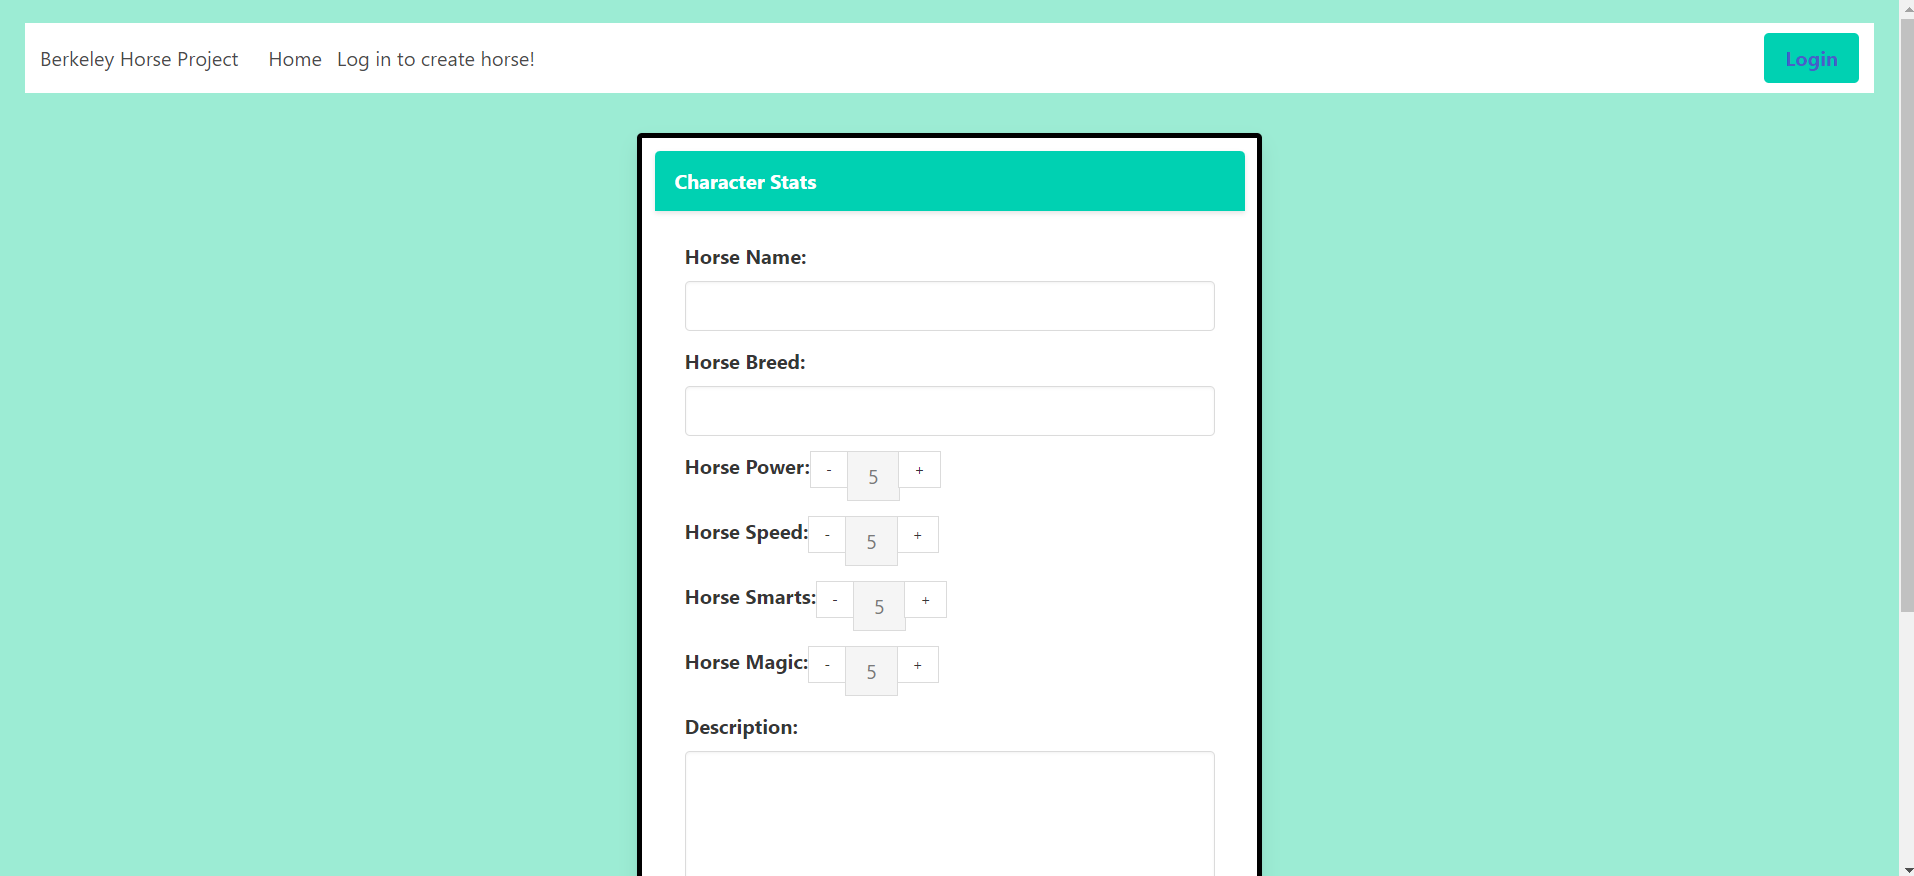 Berkeley Horse Project Home Log in to create horse! Login
Character Stats
Horse Name:
Horse Breed:
Horse Power: - 5 +
Horse Speed: - 5 +
Horse Smarts: - 5 +
Horse Magic: - 5 +
Description: